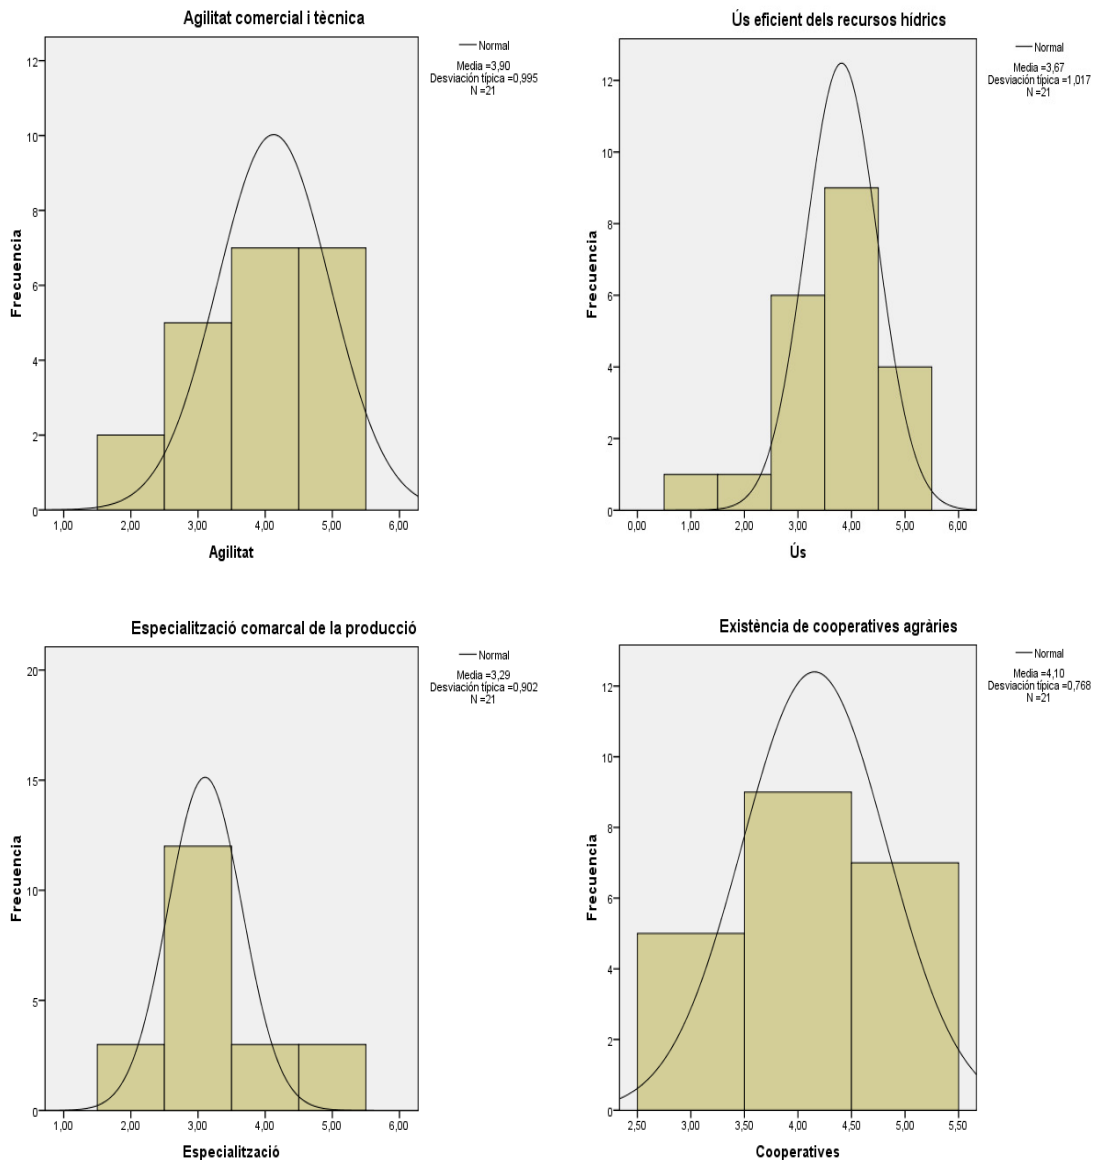 Agilitat comercial i tècnica
Normal
Media =3,90
Desviación típica =0,995
N =21
12
10
8
6
4
2
0
Frecuencia
1,00 2,00 3,00 4,00 5,00 6,00
Agilitat
Ús eficient dels recursos hídrics
Normal
Media =3,67
Desviación típica =1,017
N =21
12
10
8
6
4
2
0
Frecuencia
0,00 1,00 2,00 3,00 4,00 5,00 6,00
Ús
Especialització comarcal de la producció
Normal
Media =3,29
Desviación típica =0,902
N =21
20
15
10
5
0
Frecuencia
1,00 2,00 3,00 4,00 5,00 6,00
Especialització
Existència de cooperatives agràries
Normal
Media =4,10
Desviación típica =0,768
N =21
12
10
8
6
4
2
0
Frecuencia
2,50 3,00 3,50 4,00 4,50 5,00 5,50
Cooperatives